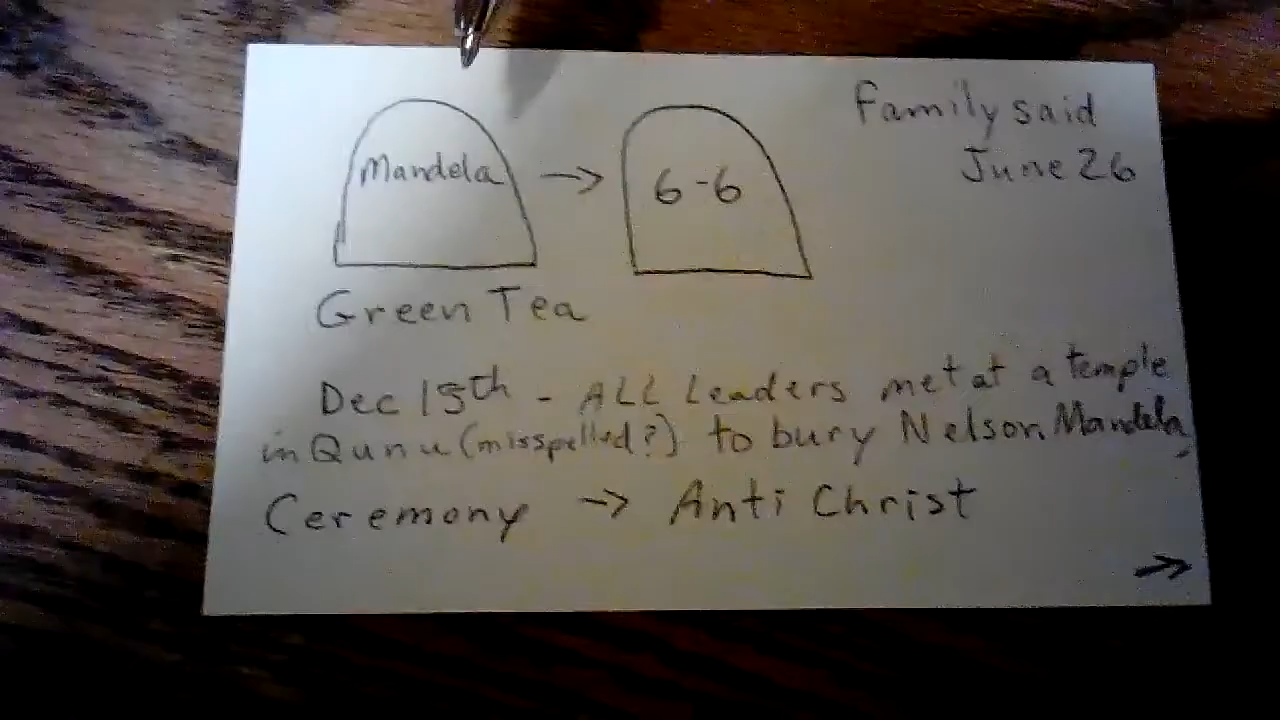 Mandela → 6-6
Family said
June 26
Green Tea
Dec 15th - ALL Leaders met at a temple
in Qunu (misspelled?) to bury Nelson Mandela,
Ceremony → Anti Christ
→